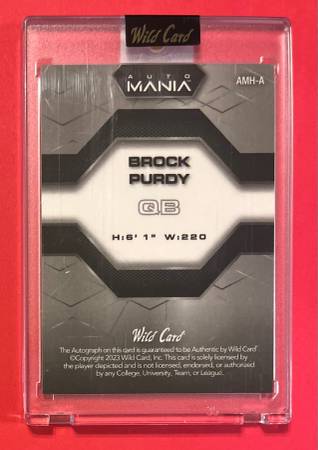 Wild Card
AUTO
MANIA
AMH-A
BROCK
PURDY
QB
H:6' 1" W:220
Wild Card
The Autograph on this card is guaranteed to be Authentic by Wild Card®
©Copyright 2023 Wild Card, Inc. This card is solely licensed by
the player depicted and is not licensed, endorsed, or authorized
by any College, University, Team, or League.